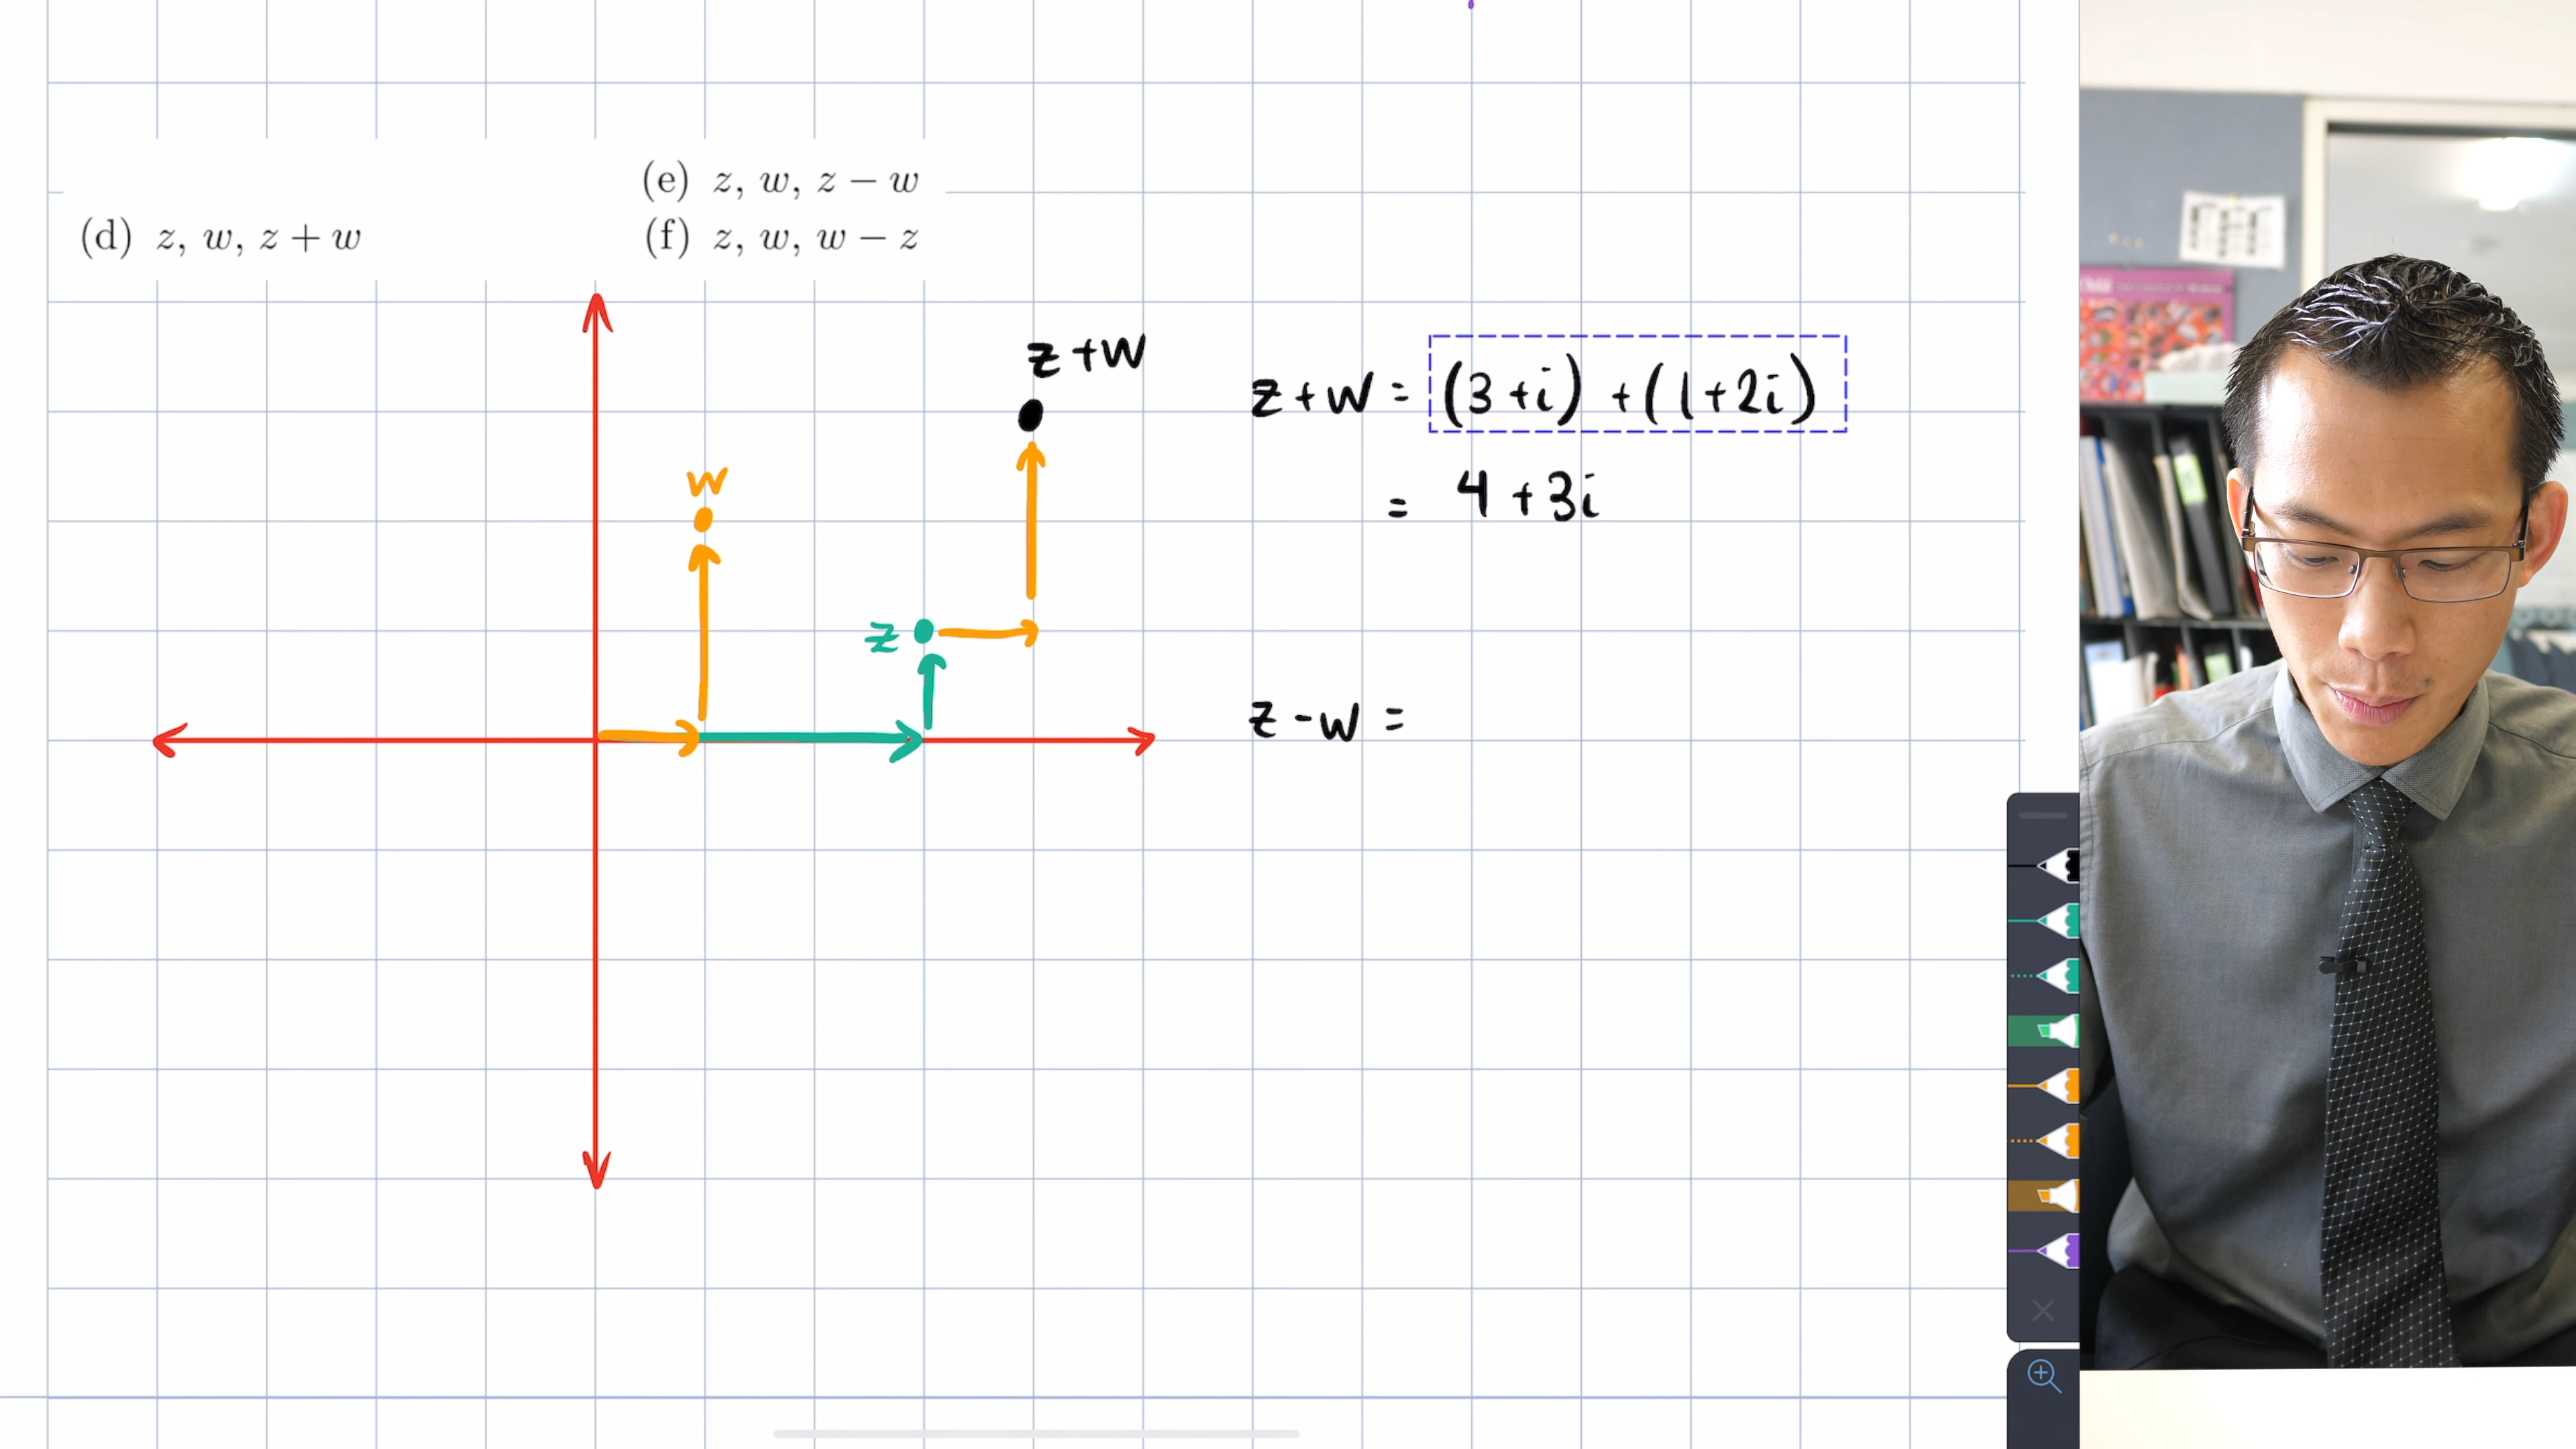 (e) z, w, z − w
(d) z, w, z + w
(f) z, w, w − z
z + w
w
z
z + w = (3 + i) + (1 + 2i)
= 4 + 3i
z - w =